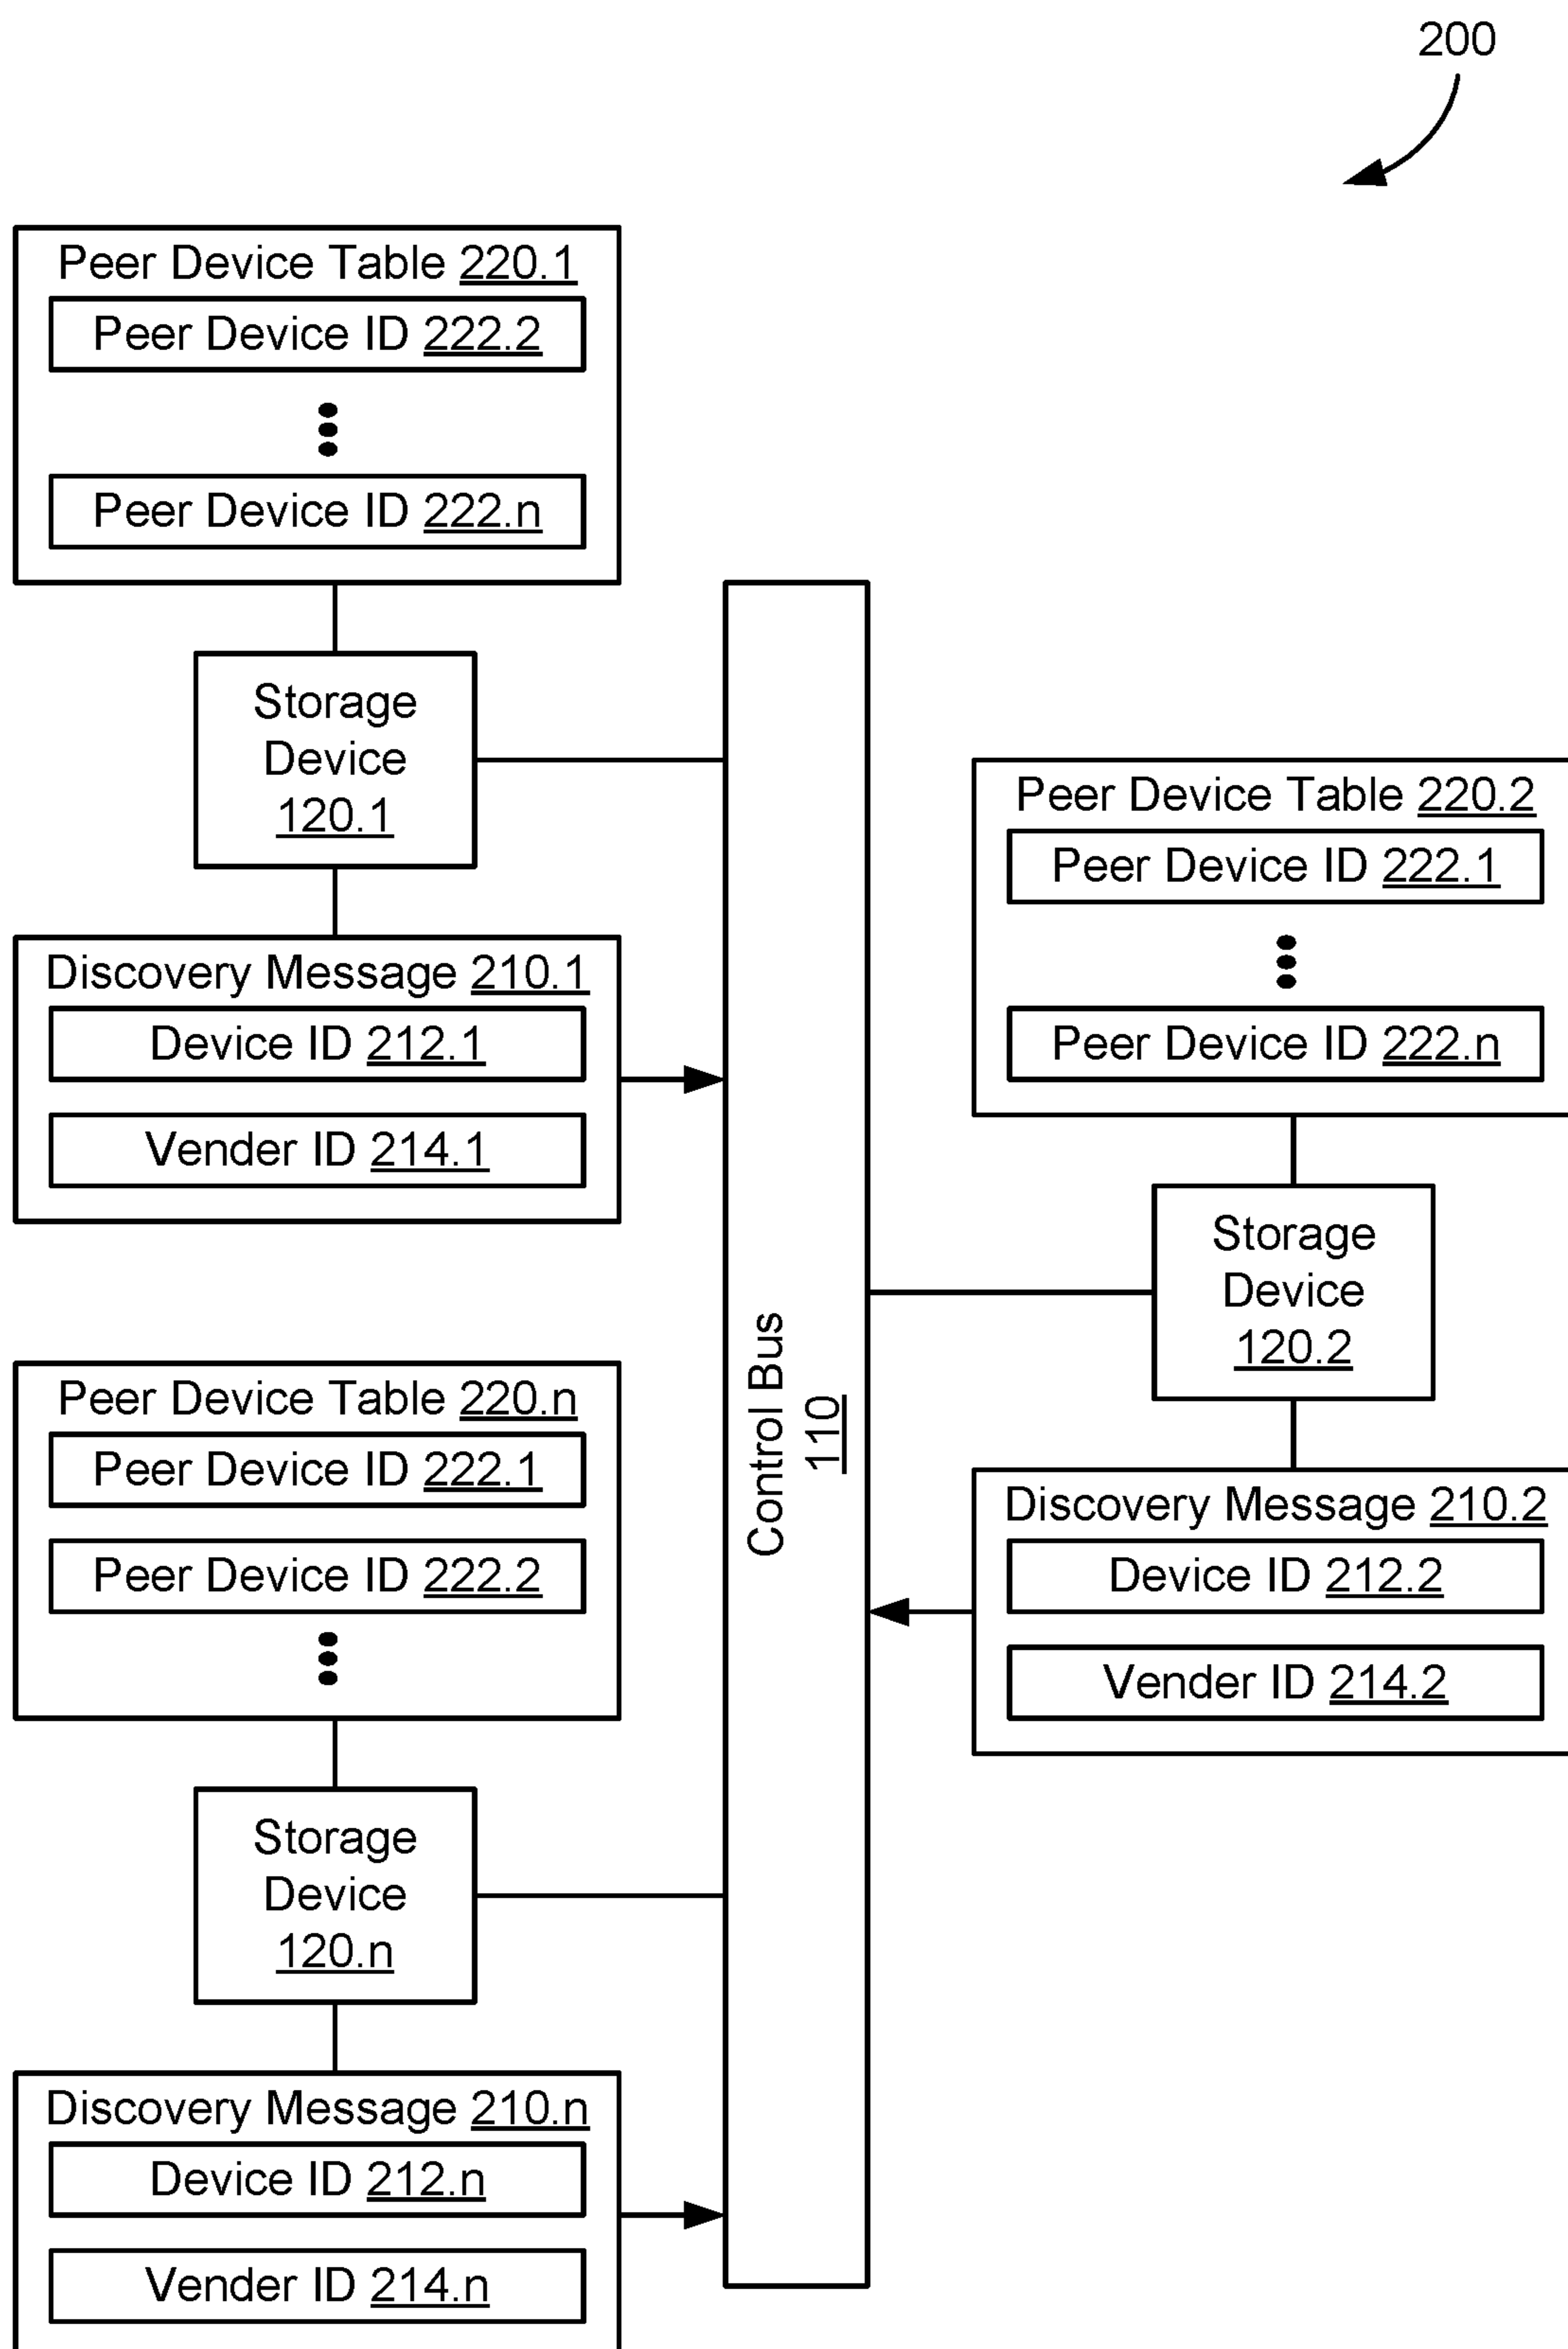 200
Peer Device Table 220.1
Peer Device ID 222.2
Peer Device ID 222.n
Storage
Device
120.1
Discovery Message 210.1
Device ID 212.1
Vender ID 214.1
Peer Device Table 220.2
Peer Device ID 222.1
Peer Device ID 222.n
Storage
Device
120.2
Discovery Message 210.2
Device ID 212.2
Vender ID 214.2
Control Bus
110
Peer Device Table 220.n
Peer Device ID 222.1
Peer Device ID 222.2
Storage
Device
120.n
Discovery Message 210.n
Device ID 212.n
Vender ID 214.n